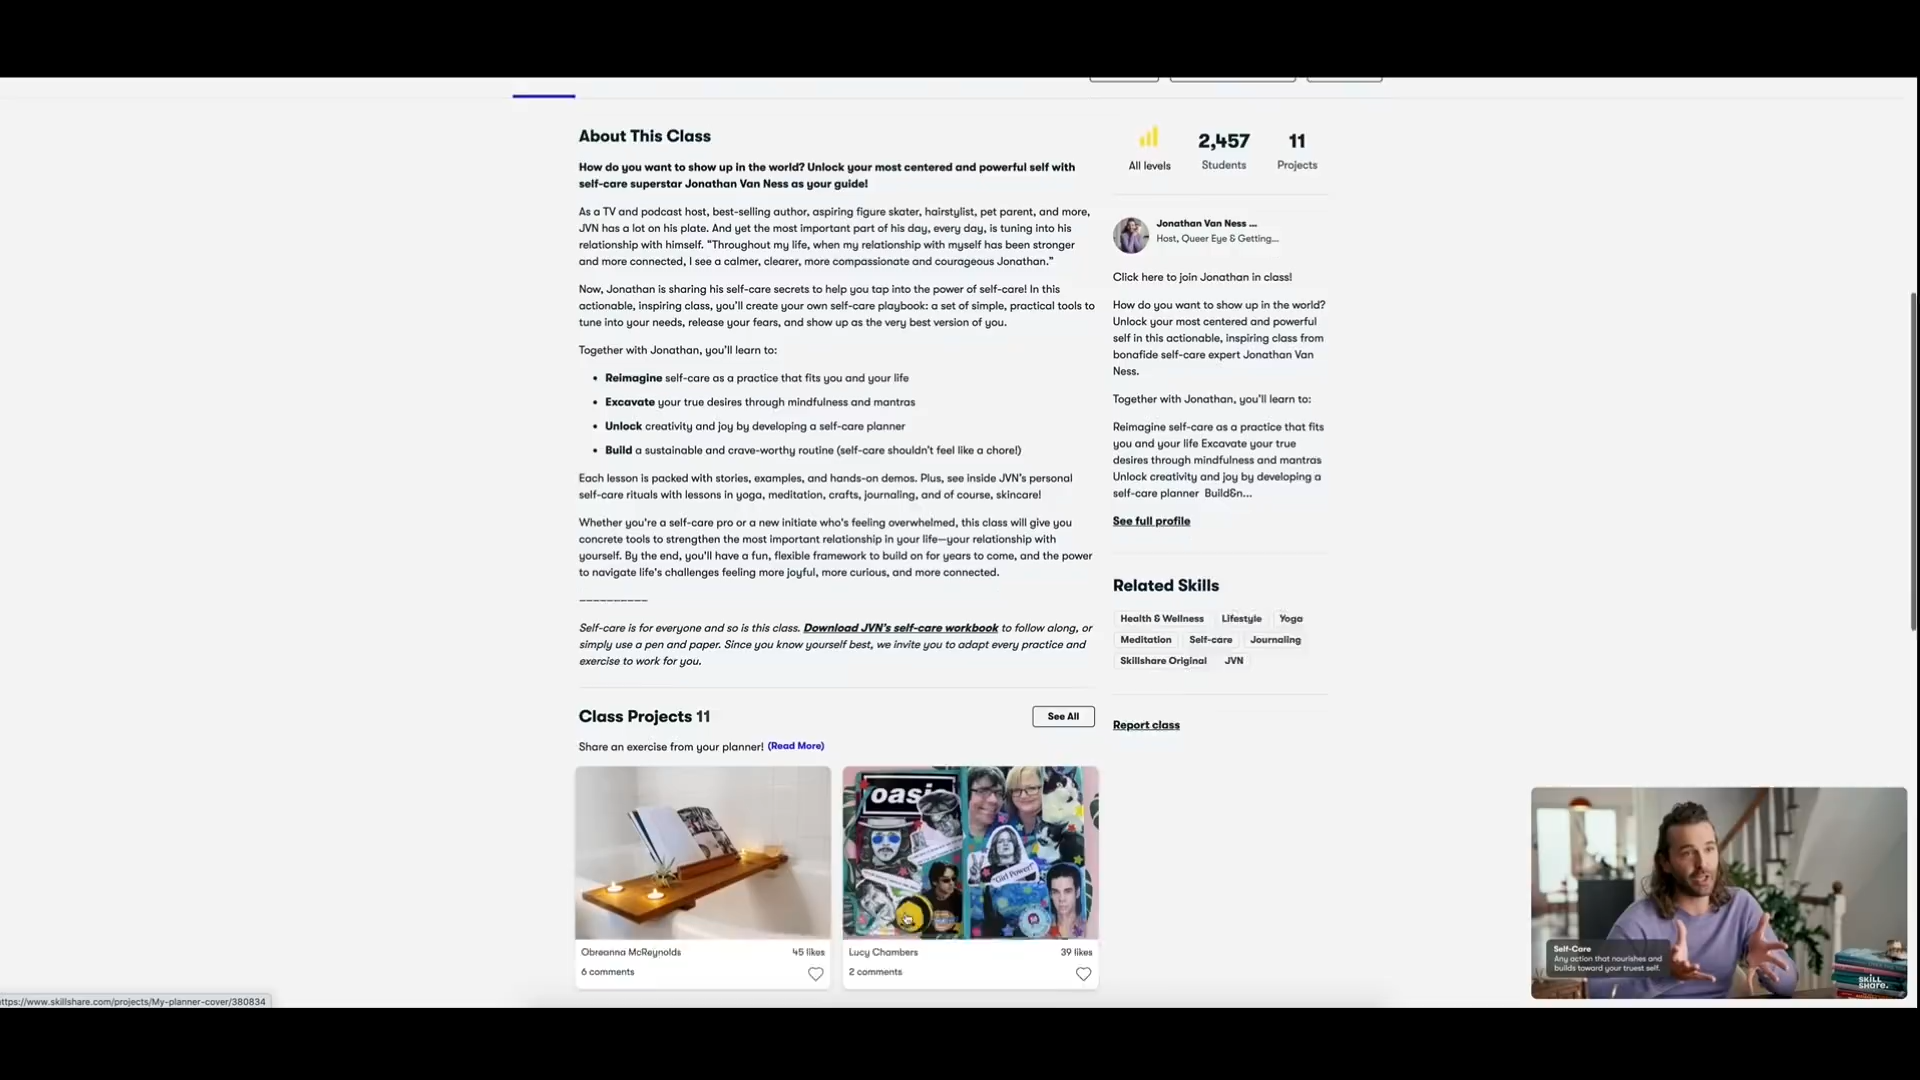 About This Class
How do you want to show up in the world? Unlock your most centered and powerful self with
self-care superstar Jonathan Van Ness as your guide!
As a TV and podcast host, best-selling author, aspiring figure skater, hairstylist, pet parent, and more,
JVN has a lot on his plate. And yet the most important part of his day, every day, is tuning into his
relationship with himself. “Throughout my life, when my relationship with myself has been stronger
and more connected, I see a calmer, clearer, more compassionate and courageous Jonathan.”
Now, Jonathan is sharing his self-care secrets to help you tap into the power of self-care! In this
actionable, inspiring class, you’ll create your own self-care playbook: a set of simple, practical tools to
tune into your needs, release your fears, and show up as the very best version of you.
Together with Jonathan, you’ll learn to:
• Reimagine self-care as a practice that fits you and your life
• Excavate your true desires through mindfulness and mantras
• Unlock creativity and joy by developing a self-care planner
• Build a sustainable and crave-worthy routine (self-care shouldn’t feel like a chore!)
Each lesson is packed with stories, examples, and hands-on demos. Plus, see inside JVN’s personal
self-care rituals with lessons in yoga, meditation, crafts, journaling, and of course, skincare!
Whether you're a self-care pro or a new initiate who's feeling overwhelmed, this class will give you
concrete tools to strengthen the most important relationship in your life—your relationship with
yourself. By the end, you'll have a fun, flexible framework to build on for years to come, and the power
to navigate life's challenges feeling more joyful, more curious, and more connected.
__________
Self-care is for everyone and so is this class. Download JVN’s self-care workbook to follow along, or
simply use a pen and paper. Since you know yourself best, we invite you to adapt every practice and
exercise to work for you.
Class Projects 11
See All
Share an exercise from your planner! (Read More)
oasis
"Girl Power!"
Obreanna McReynolds 45 likes
6 comments
Lucy Chambers 39 likes
2 comments
2,457 11
All levels Students Projects
Jonathan Van Ness ...
Host, Queer Eye & Getting...
Click here to join Jonathan in class!
How do you want to show up in the world?
Unlock your most centered and powerful
self in this actionable, inspiring class from
bonafide self-care expert Jonathan Van
Ness.
Together with Jonathan, you’ll learn to:
Reimagine self-care as a practice that fits
you and your life Excavate your true
desires through mindfulness and mantras
Unlock creativity and joy by developing a
self-care planner Build&n...
See full profile
Related Skills
Health & Wellness Lifestyle Yoga
Meditation Self-care Journaling
Skillshare Original JVN
Report class
Self-Care
Any action that nourishes and
builds toward your truest self.
SKILL
SHARE.
ttps://www.skillshare.com/projects/My-planner-cover/380834